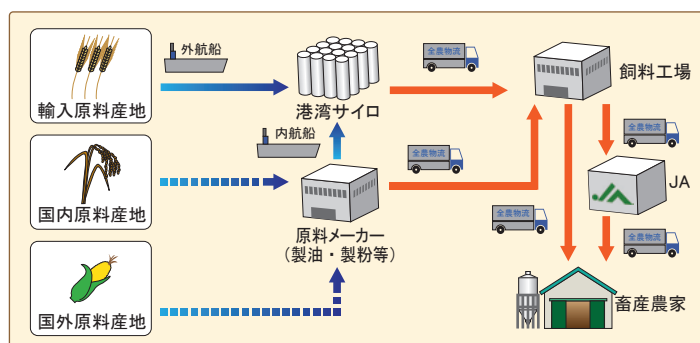 輸入原料産地
外航船
港湾サイロ
全農物流
飼料工場
国内原料産地
内航船
原料メーカー
（製油・製粉等）
全農物流
全農物流
JA
全農物流
全農物流
国外原料産地
畜産農家